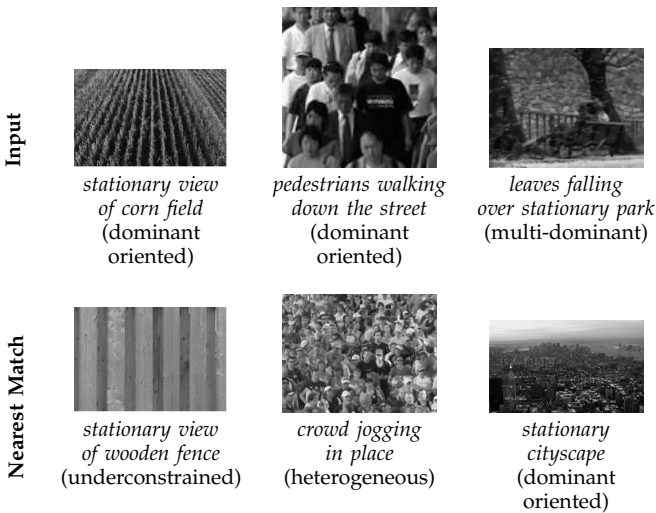 Input
stationary view
of corn field
(dominant
oriented)
pedestrians walking
down the street
(dominant
oriented)
leaves falling
over stationary park
(multi-dominant)
Nearest Match
stationary view
of wooden fence
(underconstrained)
crowd jogging
in place
(heterogeneous)
stationary
cityscape
(dominant
oriented)